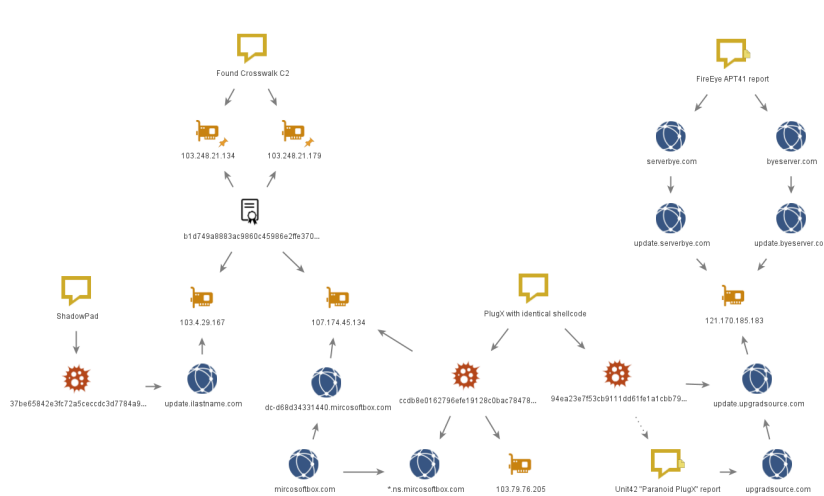 Found Crosswalk C2
FireEye APT41 report
103.248.21.134
103.248.21.179
serverbye.com
byeserver.com
b1d749a8883ac9860c45986e2ffe370...
update.serverbye.com
update.byeserver.com
ShadowPad
PlugX with identical shellcode
103.4.29.167
107.174.45.134
121.170.185.183
37be65842e3fc72a5ceccdc3d7784a9...
update.ilastname.com
dc-d68d34331440.mircosoftbox.com
ccdb8e0162796efe19128c0bac78478...
94ea23e7f53cb9111dd61fe1a1cbb79...
update.upgradsource.com
mircosoftbox.com
*.ns.mircosoftbox.com
103.79.76.205
Unit42 "Paranoid PlugX" report
upgradsource.com